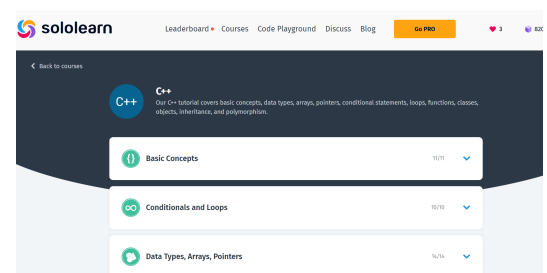 sololearn
Leaderboard Courses Code Playground Discuss Blog Go PRO 3 820
Back to courses
C++
C++
Our C++ tutorial covers basic concepts, data types, arrays, pointers, conditional statements, loops, functions, classes,
objects, inheritance, and polymorphism.
{} Basic Concepts 11/11
Conditionals and Loops 10/10
Data Types, Arrays, Pointers 14/14